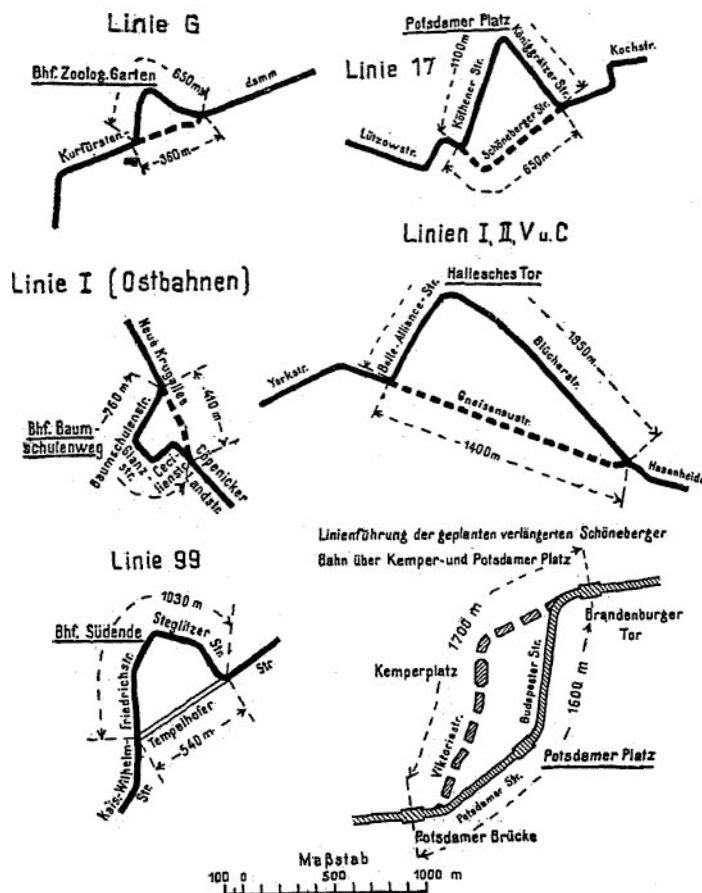 Linie G
Bhf. Zoolog. Garten
650m
damm
Kurfürsten-
360m
Potsdamer Platz
Linie 17
1100m
Köthener Str.
Königgrätzer Str.
Kochstr.
Lützowstr.
Schöneberger Str.
650m
Linien I, II, V u. C
Hallesches Tor
Belle-Alliance-Str.
1950m
Blücherstr.
Yorkstr.
Gneisenaustr.
1400m
Hasenheide
Linie I (Ostbahnen)
Neue Krugallee
760 m
410m
Bhf. Baum-
schulenweg
Baumschulenstr.
Glanz-
str.
Ceci-
lienstr.
Cöpenicker
Landstr.
Linie 99
1030 m
Bhf. Südende
Steglitzer
Str.
Str
Kais-Wilhelm-
Friedrichstr.
Str.
Tempelhofer
540m
Linienführung der geplanten verlängerten Schöneberger
Bahn über Kemper- und Potsdamer Platz
1700 m
Brandenburger
Tor
Kemperplatz
Viktoriastr.
Budapester Str.
1600 m
Potsdamer Str.
Potsdamer Platz
Potsdamer Brücke
Maßstab
100 0 500 1000 m